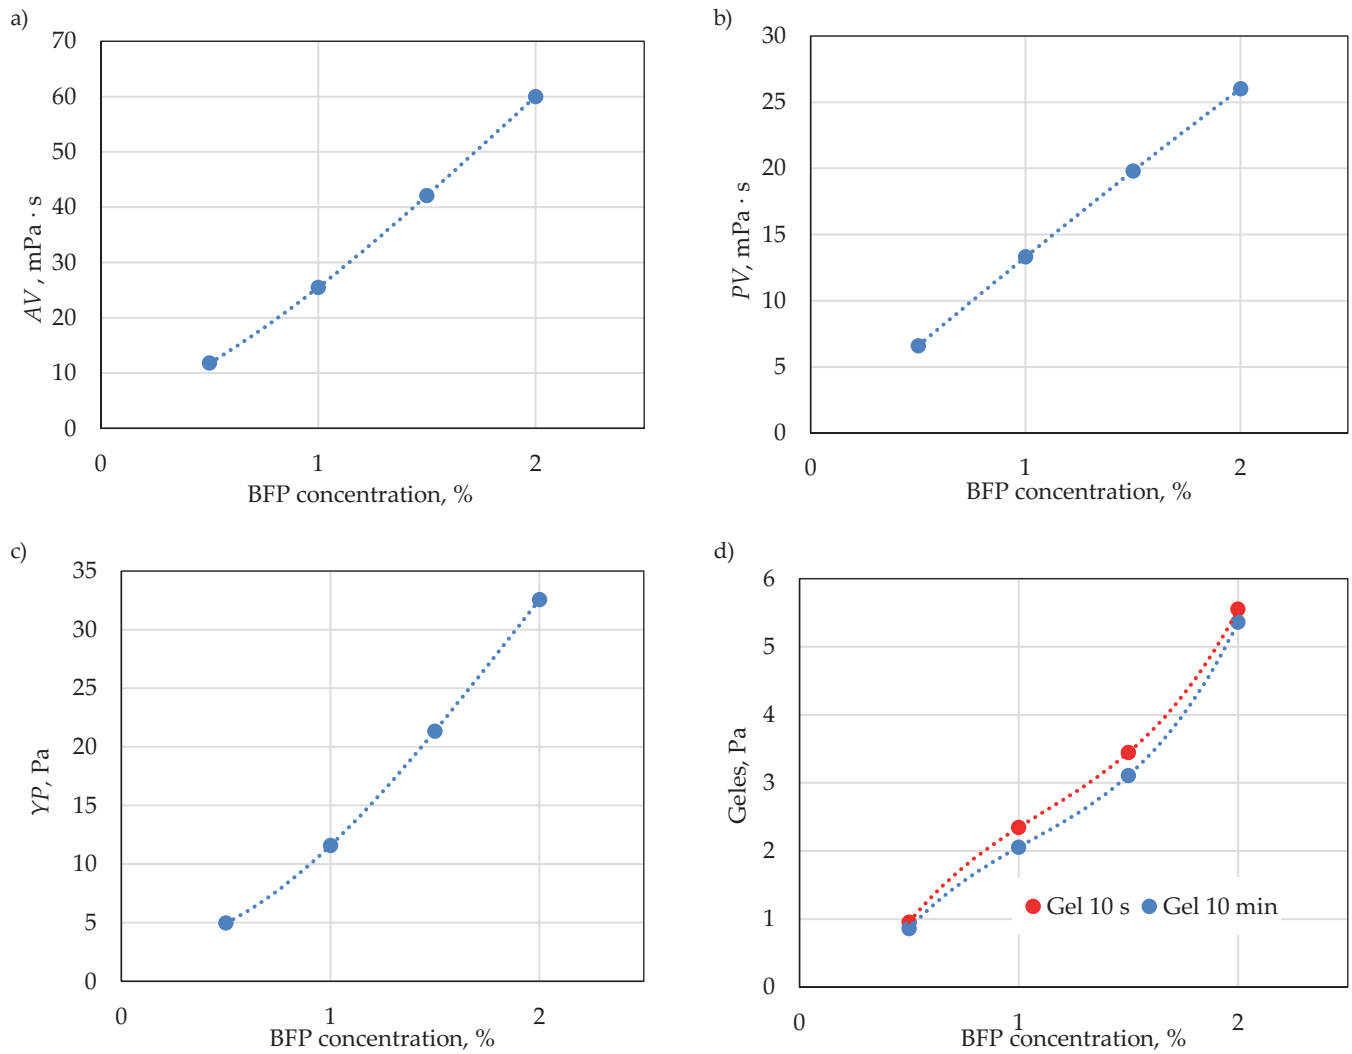 a)
70
60
50
40
30
20
10
0
AV , mPa · s
0 1 2
BFP concentration, %
b)
30
25
20
15
10
5
0
PV, mPa · s
0 1 2
BFP concentration, %
c)
35
30
25
20
15
10
5
0
YP, Pa
0 1 2
BFP concentration, %
d)
6
5
4
3
2
1
0
Geles, Pa
Gel 10 s Gel 10 min
0 1 2
BFP concentration, %